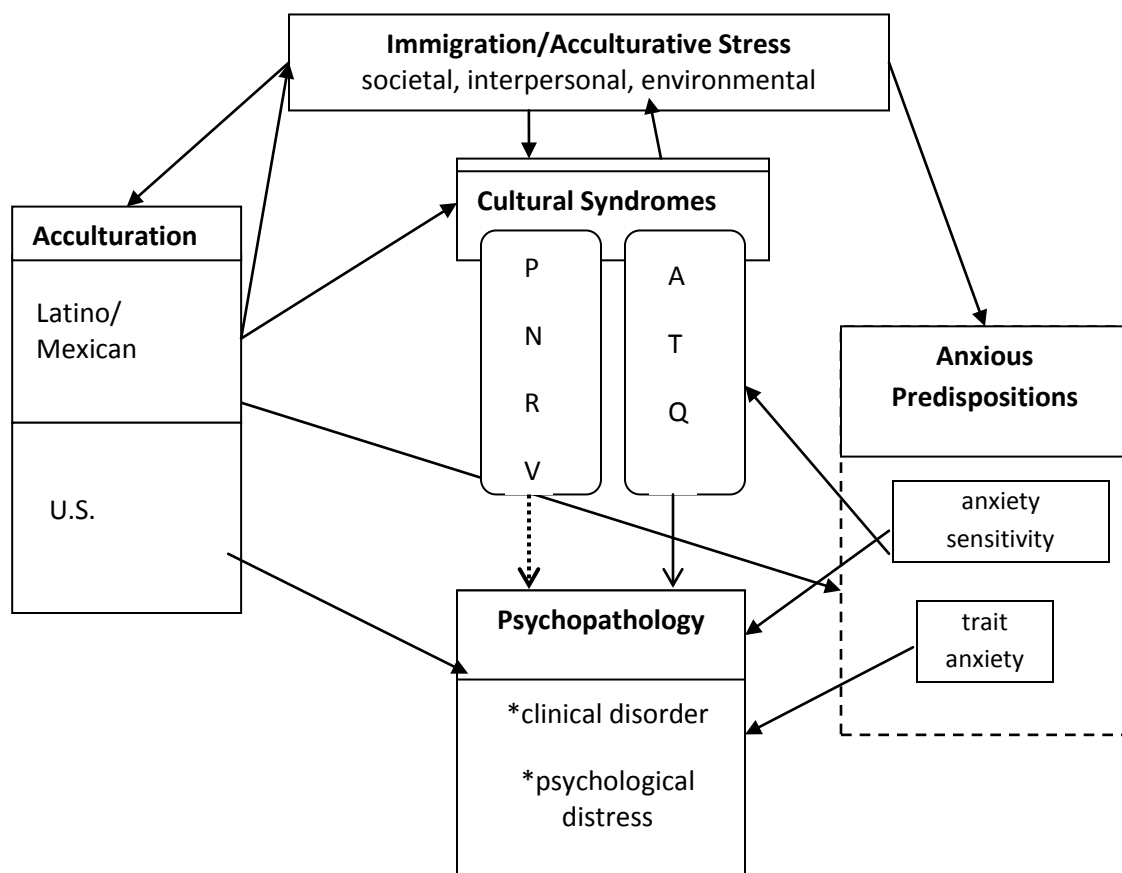 Immigration/Acculturative Stress
societal, interpersonal, environmental
Cultural Syndromes
Acculturation
Latino/
Mexican
U.S.
P
N
R
V
A
T
Q
Anxious
Predispositions
anxiety
sensitivity
trait
anxiety
Psychopathology
*clinical disorder
*psychological
distress